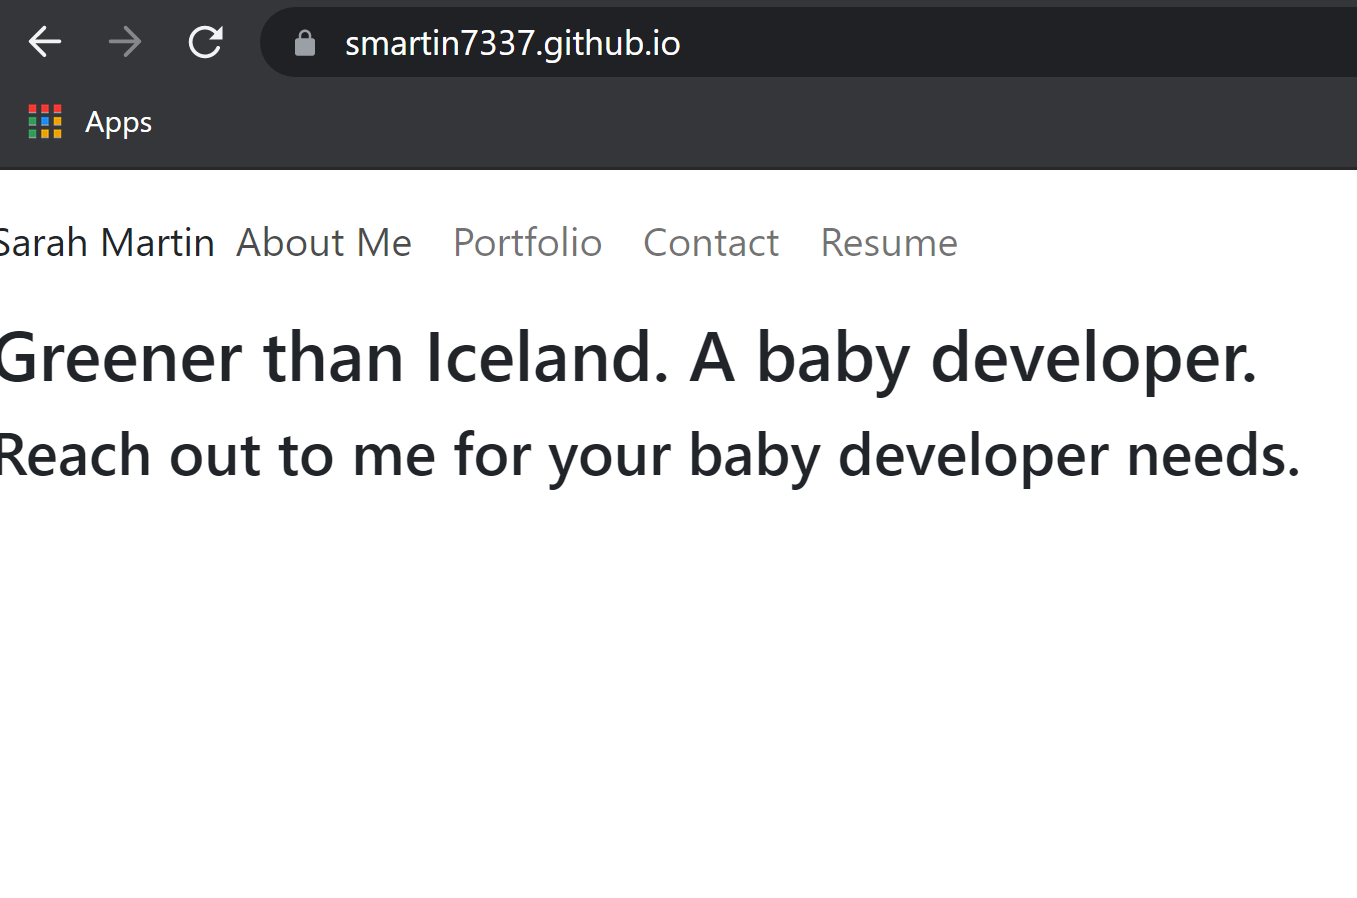 smartin7337.github.io
Apps
Sarah Martin About Me Portfolio Contact Resume
Greener than Iceland. A baby developer.
Reach out to me for your baby developer needs.